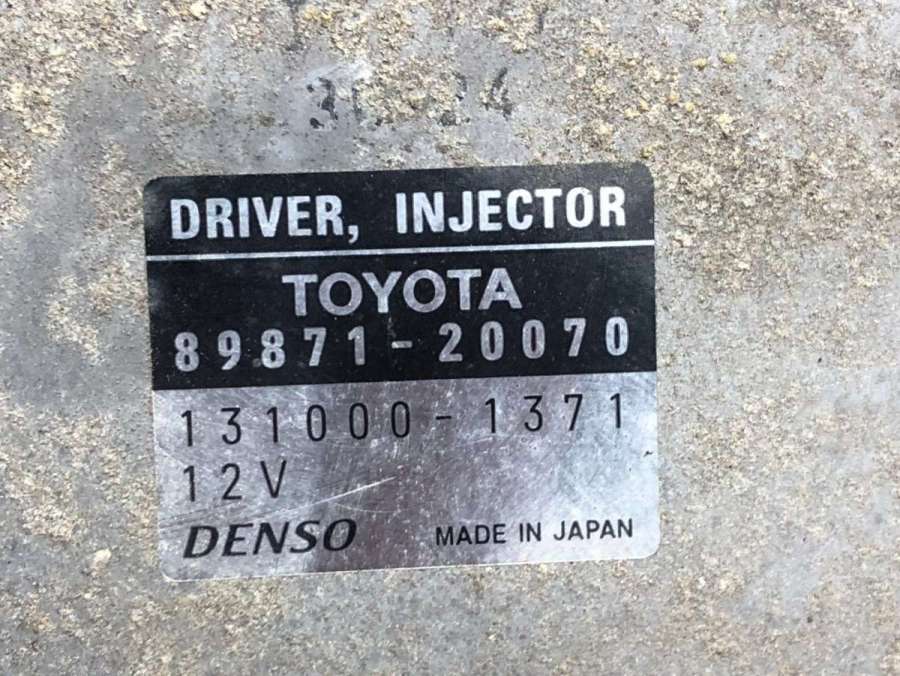 DRIVER, INJECTOR
TOYOTA
89871-20070
131000-1371
12V
DENSO MADE IN JAPAN